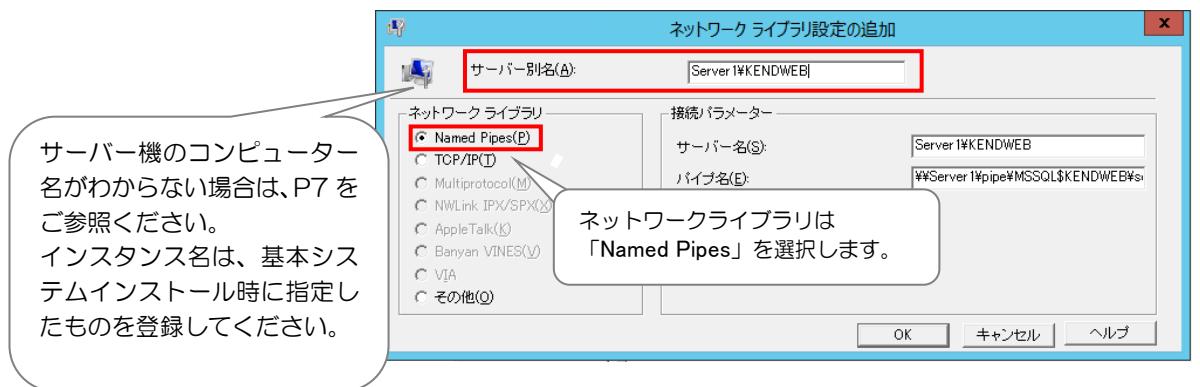 ネットワーク ライブラリ設定の追加
x
サーバー別名(A):
Server1¥KENDWEB
ネットワーク ライブラリ
Named Pipes(P)
TCP/IP(T)
Multiprotocol(M)
NWLink IPX/SPX(X)
AppleTalk(K)
Banyan VINES(V)
VIA
その他(O)
接続パラメーター
サーバー名(S):
Server1¥KENDWEB
パイプ名(E):
¥¥Server1¥pipe¥MSSQL$KENDWEB¥s
サーバー機のコンピューター
名がわからない場合は、P7 を
ご参照ください。
インスタンス名は、基本シス
テムインストール時に指定し
たものを登録してください。
ネットワークライブラリは
「Named Pipes」を選択します。
OK
キャンセル
ヘルプ